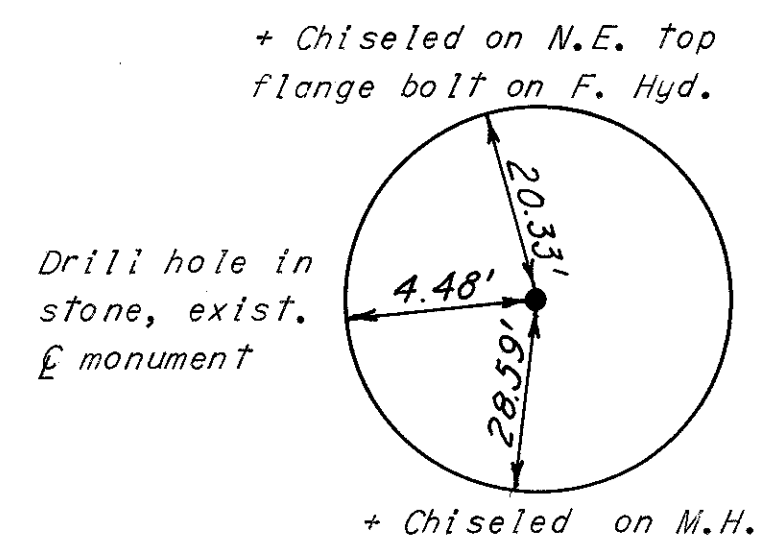 + Chiseled on N.E. top
flange bolt on F. Hyd.
20.33'
Drill hole in
stone, exist.
℄ monument
4.48'
28.59'
+ Chiseled on M.H.